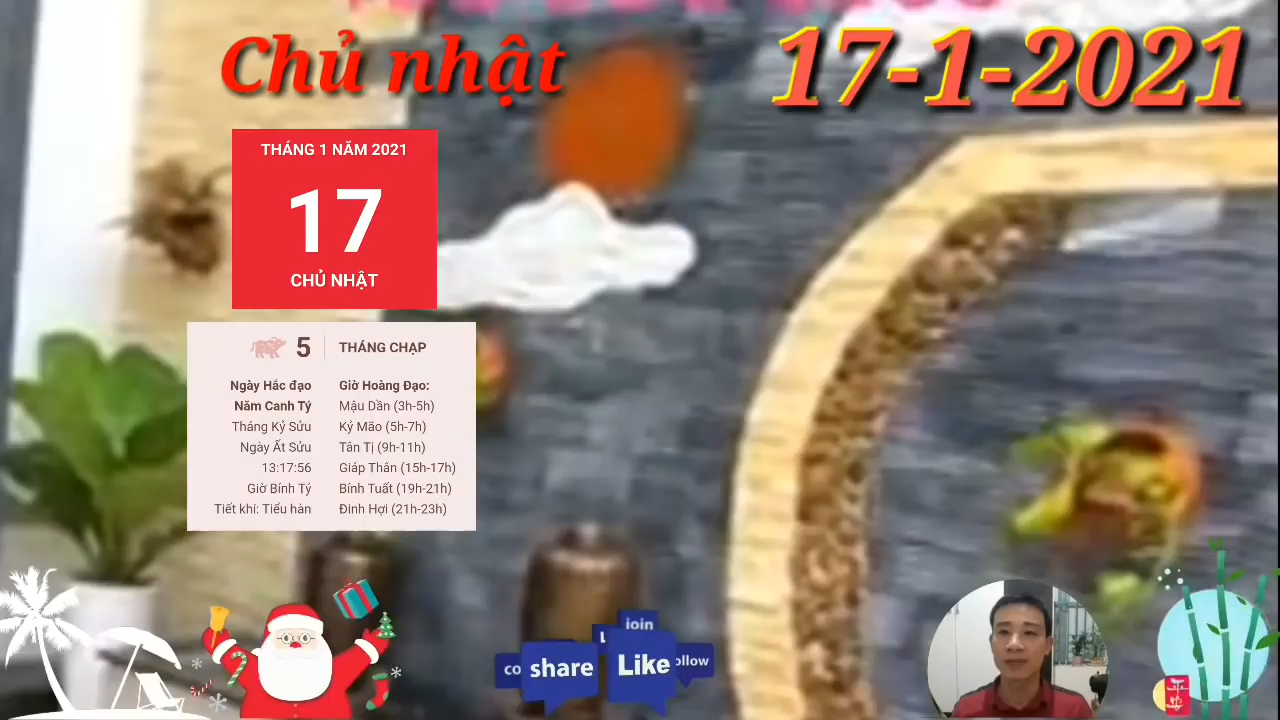 Chủ nhật
17-1-2021
THÁNG 1 NĂM 2021
17
CHỦ NHẬT
5 THÁNG CHẠP
Ngày Hắc đạo
Năm Canh Tý
Tháng Kỷ Sửu
Ngày Ất Sửu
13:17:56
Giờ Bính Tý
Tiết khí: Tiểu hàn
Giờ Hoàng Đạo:
Mậu Dần (3h-5h)
Kỷ Mão (5h-7h)
Tân Tị (9h-11h)
Giáp Thân (15h-17h)
Bính Tuất (19h-21h)
Đinh Hợi (21h-23h)
join
co share Like ollow